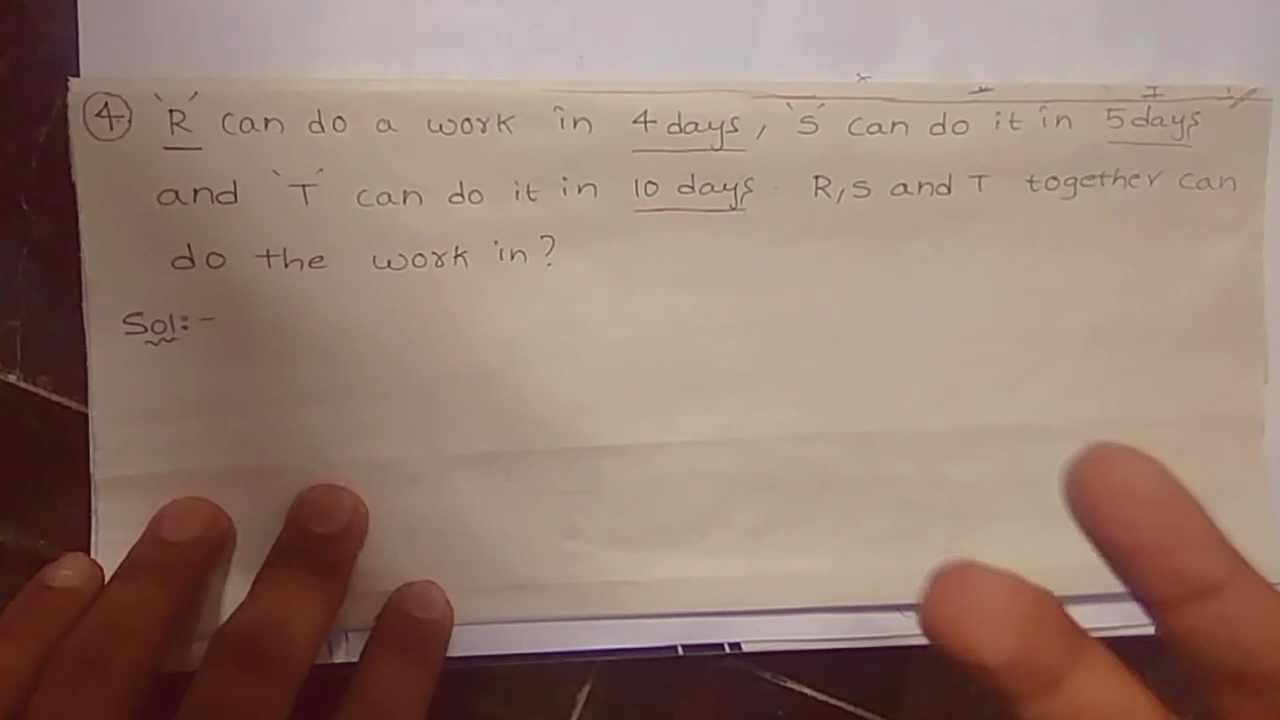 4 'R' can do a work in 4 days, 'S' can do it in 5 days
and 'T' can do it in 10 days. R,S and T together can
do the work in?
Sol:-